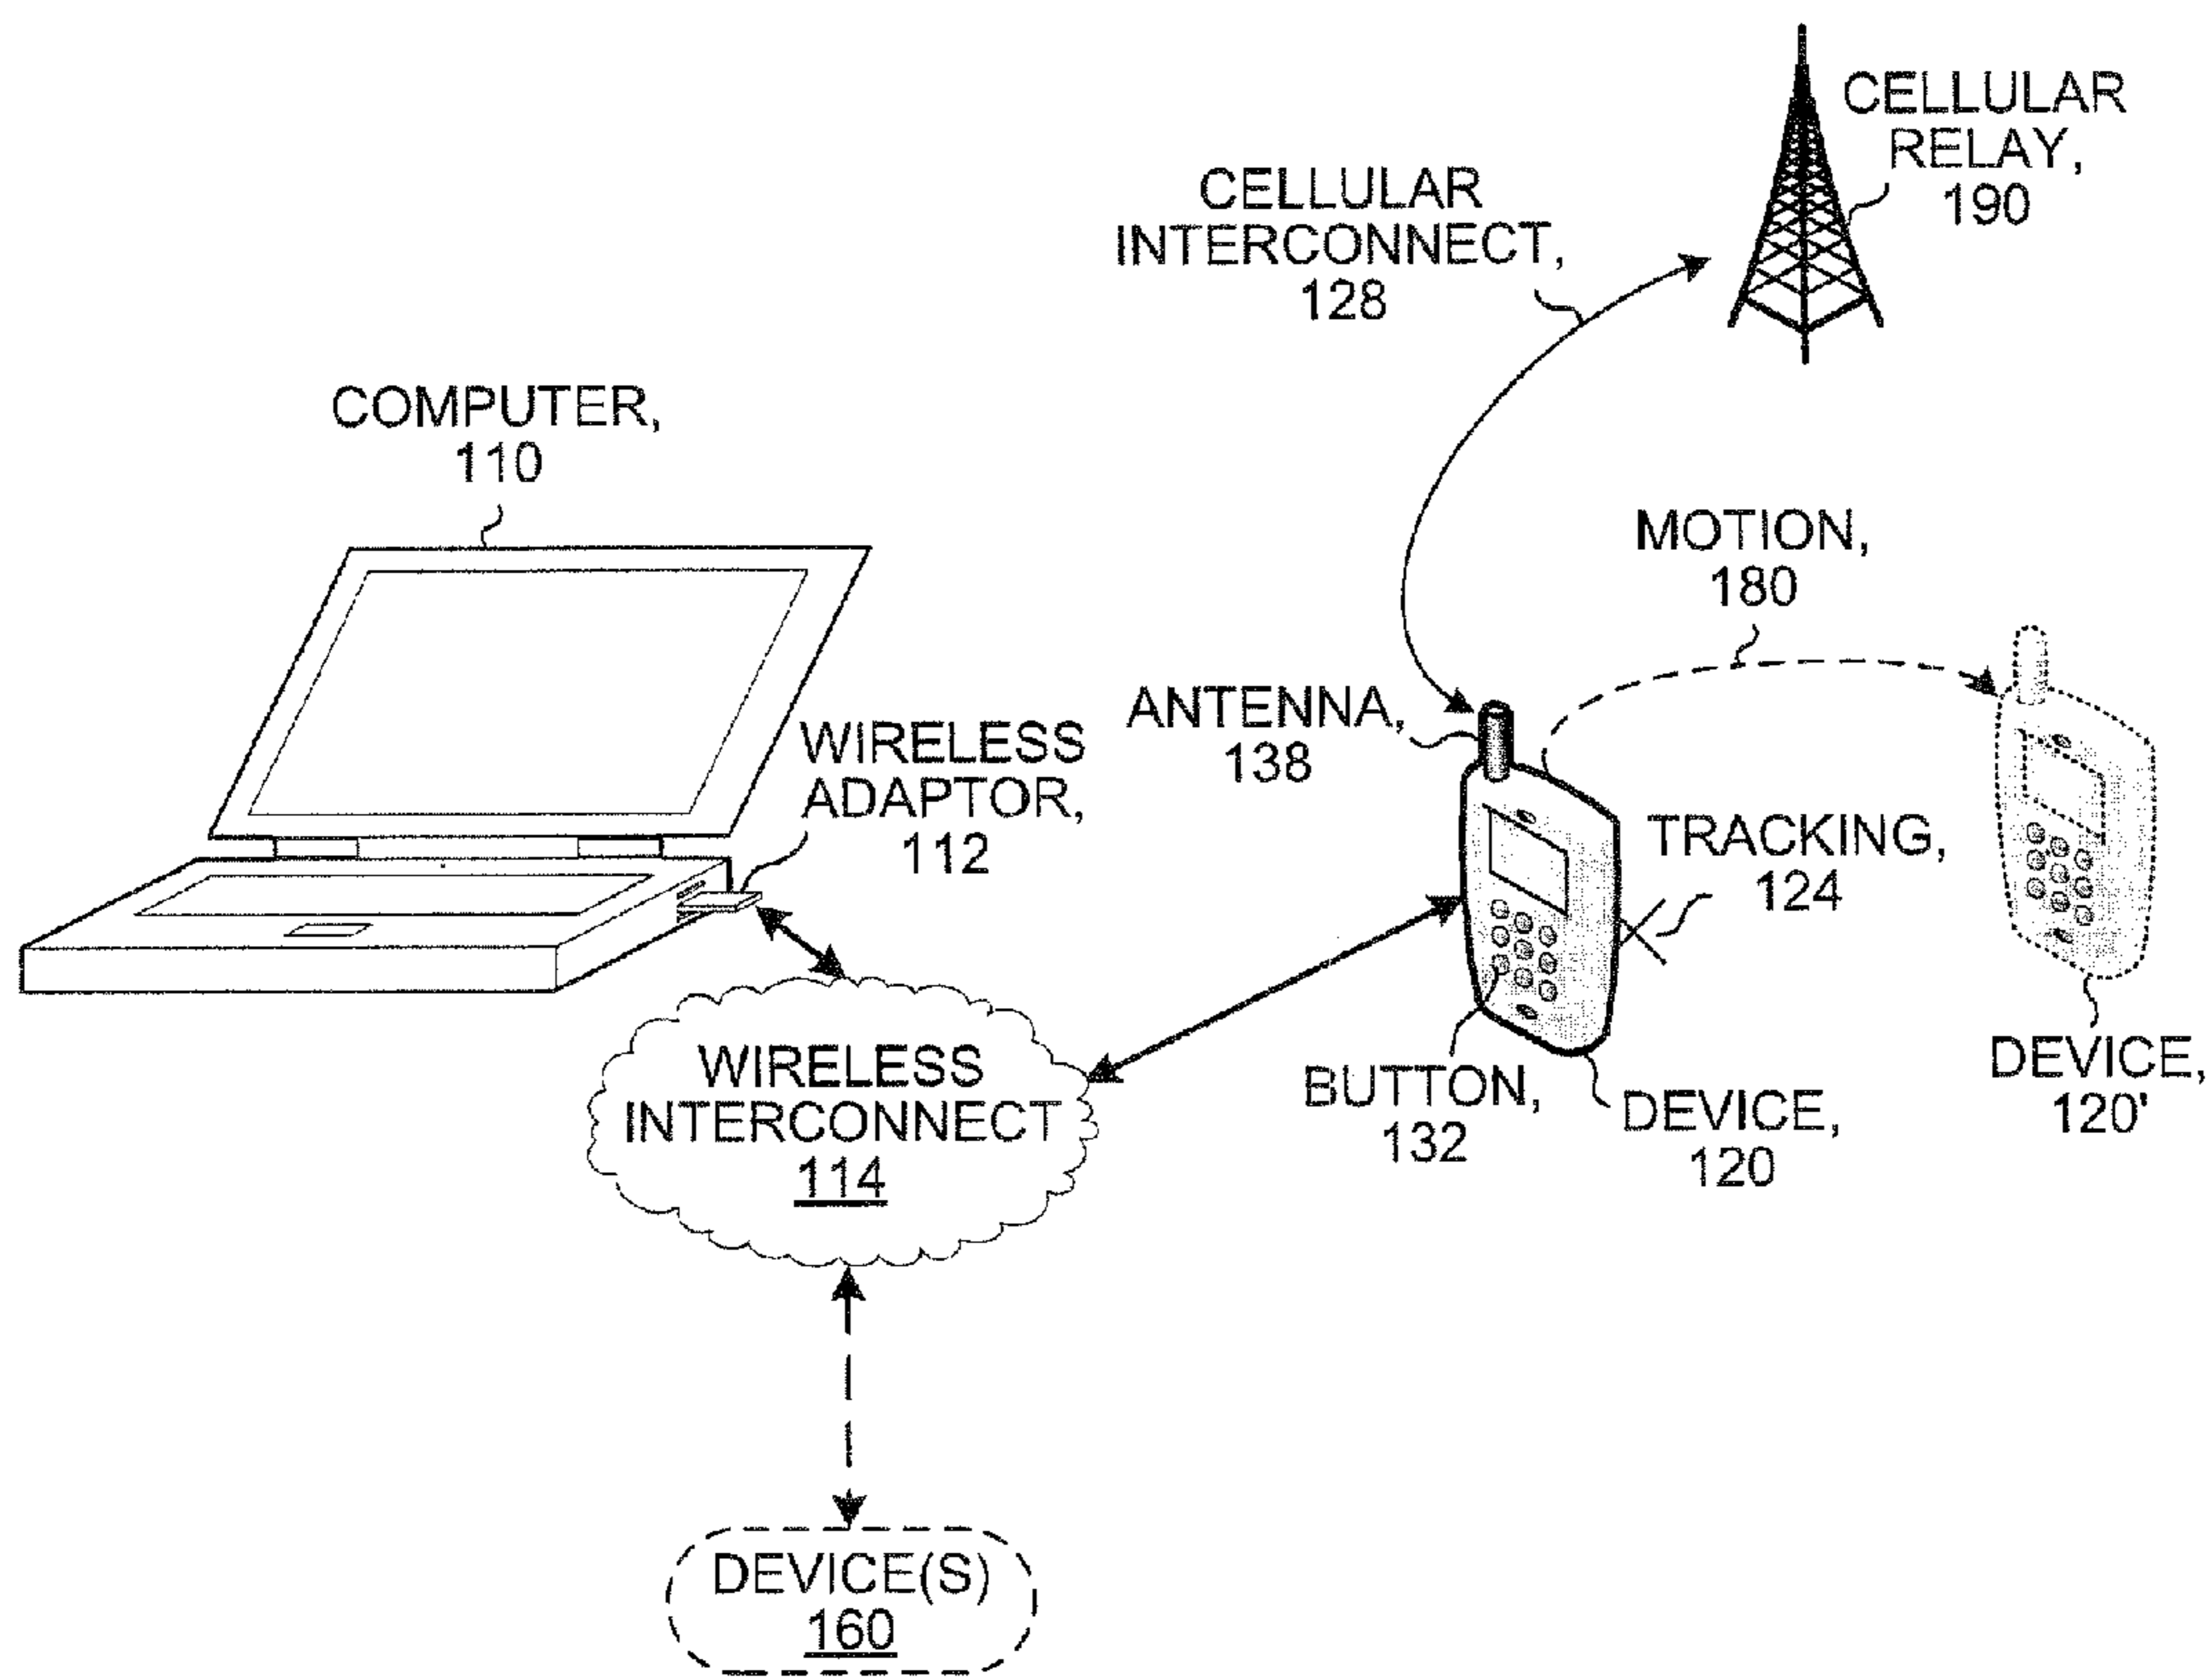 CELLULAR
RELAY,
190
CELLULAR
INTERCONNECT,
128
COMPUTER,
110
MOTION,
180
ANTENNA,
138
WIRELESS
ADAPTOR,
112
TRACKING,
124
WIRELESS
INTERCONNECT
114
BUTTON,
132
DEVICE,
120
DEVICE,
120'
DEVICE(S)
160